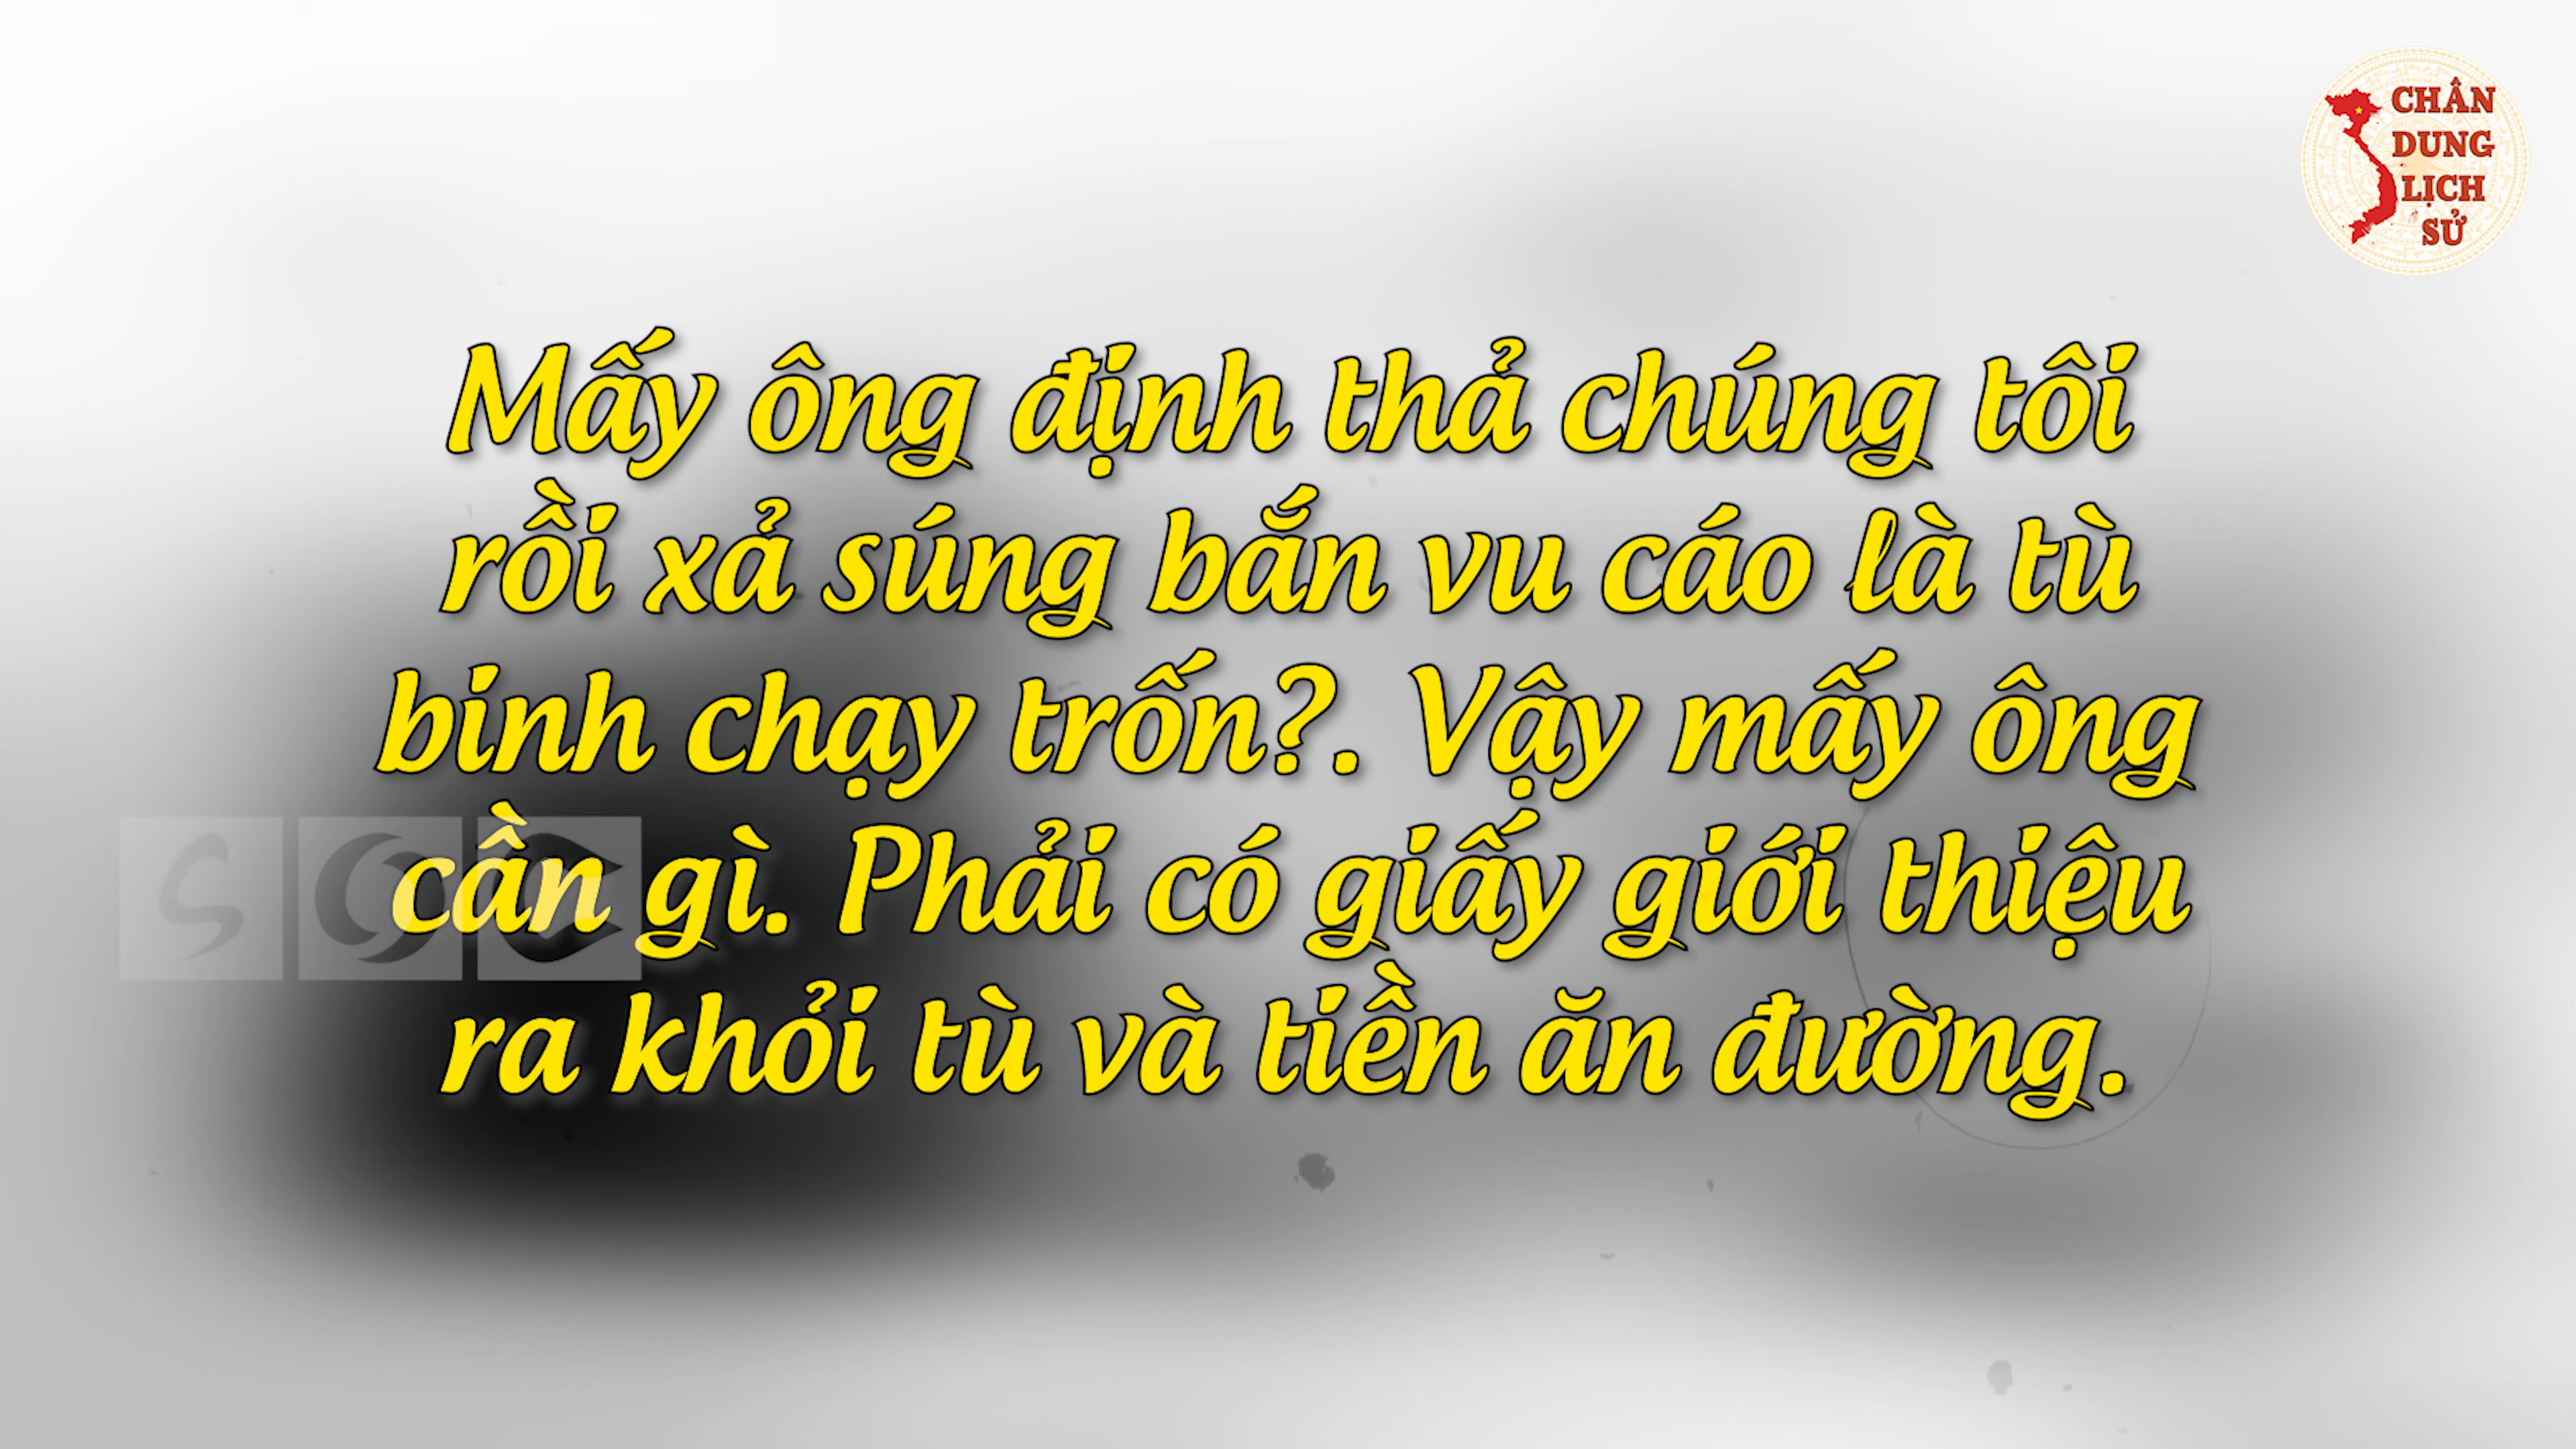 CHÂN
DUNG
LỊCH
SỬ
Mấy ông định thả chúng tôi
rồi xả súng bắn vu cáo là tù
binh chạy trốn?. Vậy mấy ông
cần gì. Phải có giấy giới thiệu
ra khỏi tù và tiền ăn đường.